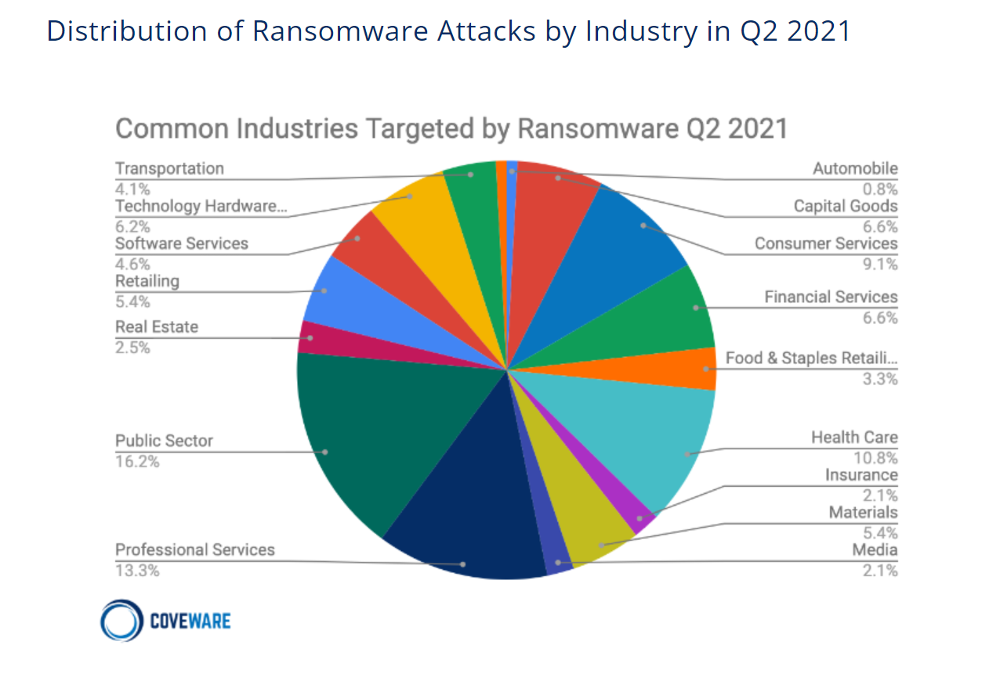 Distribution of Ransomware Attacks by Industry in Q2 2021
Common Industries Targeted by Ransomware Q2 2021
Transportation
4.1%
Technology Hardware...
6.2%
Software Services
4.6%
Retailing
5.4%
Real Estate
2.5%
Public Sector
16.2%
Professional Services
13.3%
Automobile
0.8%
Capital Goods
6.6%
Consumer Services
9.1%
Financial Services
6.6%
Food & Staples Retaili...
3.3%
Health Care
10.8%
Insurance
2.1%
Materials
5.4%
Media
2.1%
COVEWARE